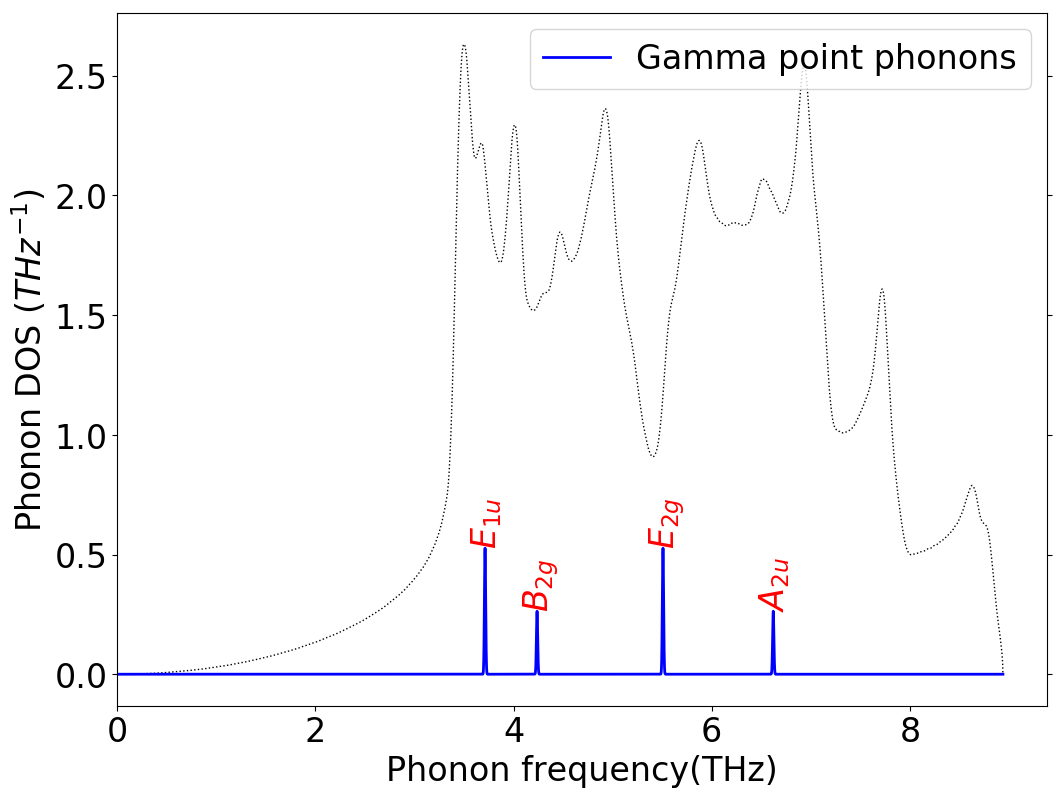 Gamma point phonons
Phonon DOS (THz⁻¹)
2.5
2.0
1.5
1.0
0.5
0.0
E₁ᵤ
B₂g
E₂g
A₂ᵤ
0 2 4 6 8
Phonon frequency(THz)